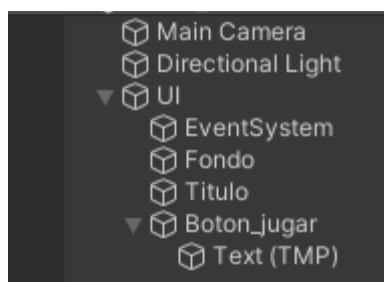 Main Camera
Directional Light
UI
EventSystem
Fondo
Titulo
Boton_jugar
Text (TMP)